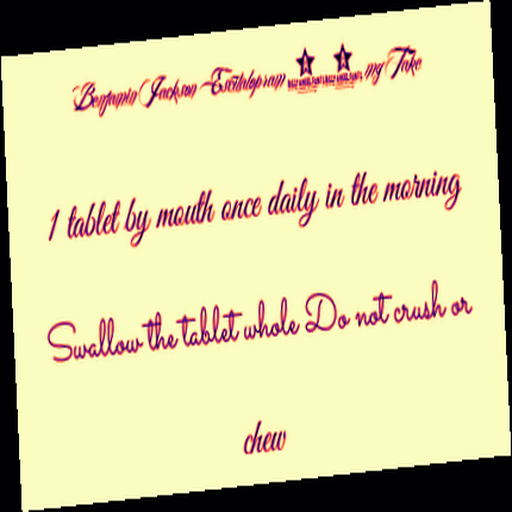 Benjamin Jackson Escitalopram mg Take
1 tablet by mouth once daily in the morning
Swallow the tablet whole Do not crush or
chew